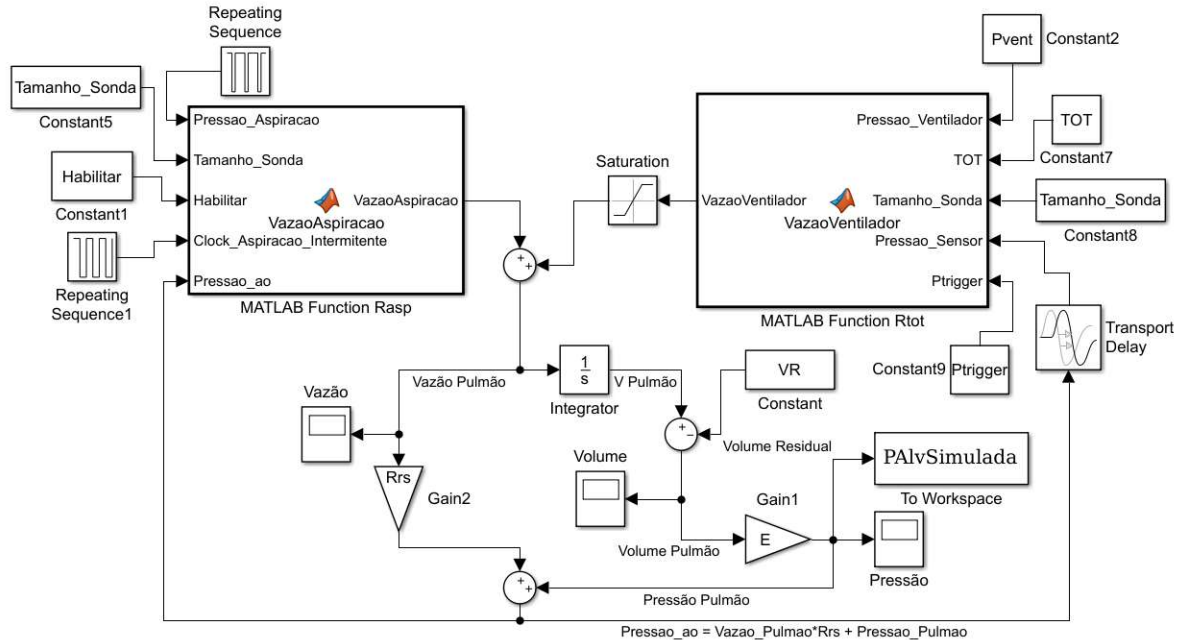 Repeating
Sequence
Tamanho_Sonda
Constant5
Habilitar
Constant1
Repeating
Sequence1
Pressao_Aspiracao
Tamanho_Sonda
Habilitar
Clock_Aspiracao_Intermitente
Pressao_ao
VazaoAspiracao
VazaoAspiracao
MATLAB Function Rasp
Saturation
+
+
Pvent
Constant2
TOT
Constant7
Tamanho_Sonda
Constant8
Pressao_Ventilador
TOT
Tamanho_Sonda
Pressao_Sensor
Ptrigger
VazaoVentilador
VazaoVentilador
MATLAB Function Rtot
Transport
Delay
Constant9
Ptrigger
Vazão Pulmão
1
s
Integrator
V Pulmão
VR
Constant
Vazão
+
−
Volume Residual
Rrs
Gain2
Volume
Volume Pulmão
Gain1
E
PAlvSimulada
To Workspace
Pressão
+
+
Pressão Pulmão
Pressao_ao = Vazao_Pulmao*Rrs + Pressao_Pulmao